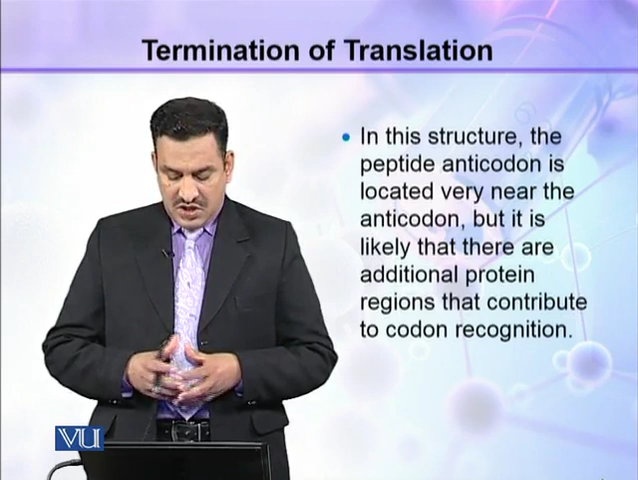 Termination of Translation
• In this structure, the
peptide anticodon is
located very near the
anticodon, but it is
likely that there are
additional protein
regions that contribute
to codon recognition.
VU